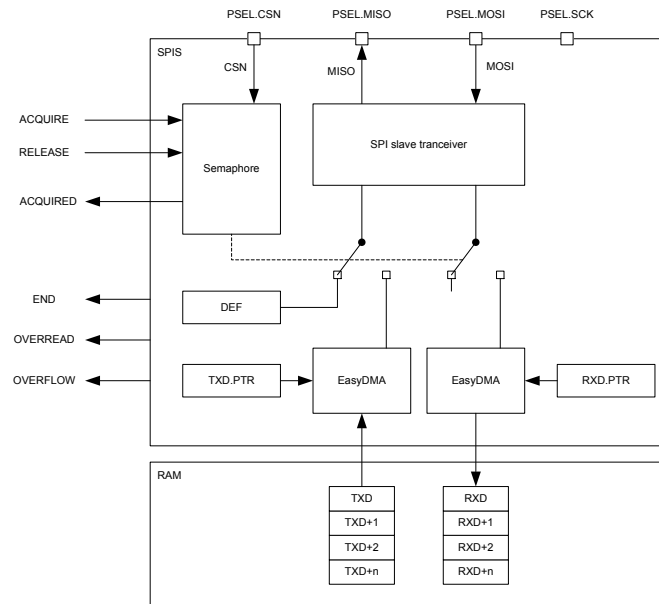 PSEL.CSN PSEL.MISO PSEL.MOSI PSEL.SCK
SPIS
CSN MISO MOSI
ACQUIRE
RELEASE
ACQUIRED
Semaphore
SPI slave tranceiver
END
OVERREAD
OVERFLOW
DEF
TXD.PTR EasyDMA EasyDMA RXD.PTR
RAM
TXD RXD
TXD+1 RXD+1
TXD+2 RXD+2
TXD+n RXD+n